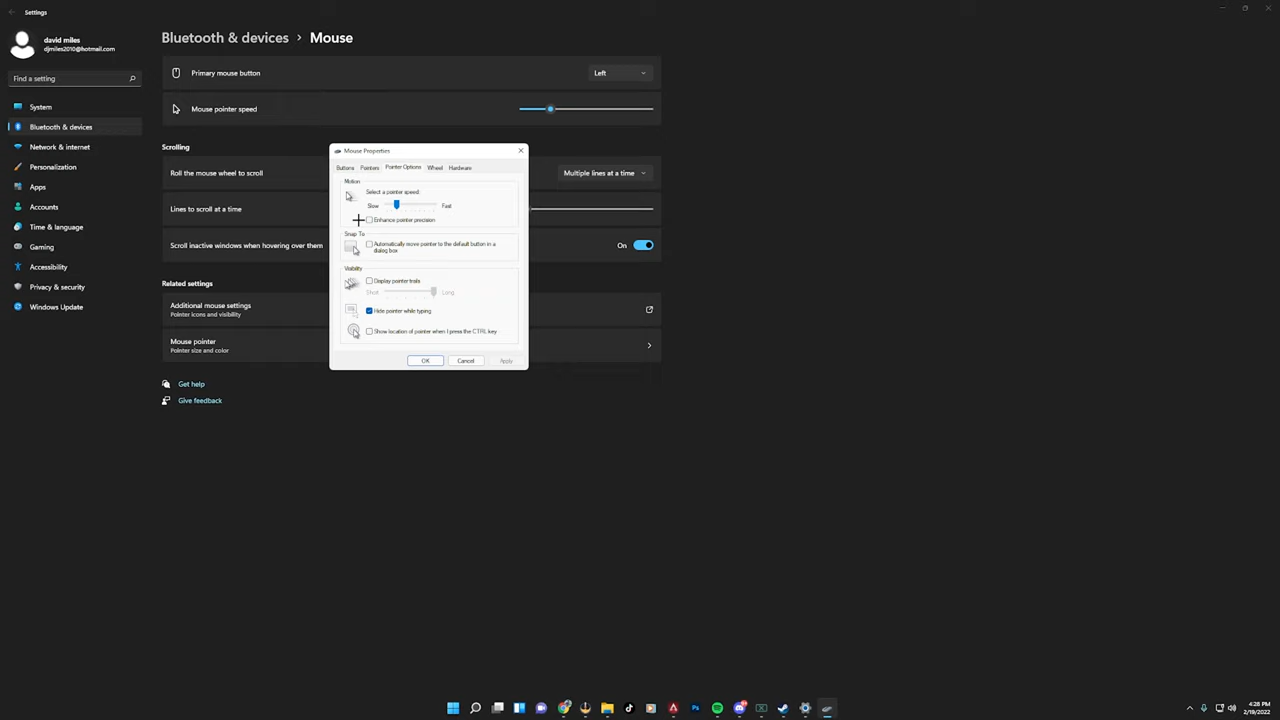 Settings
david miles
djmiles2010@hotmail.com
Find a setting
System
Bluetooth & devices
Network & internet
Personalization
Apps
Accounts
Time & language
Gaming
Accessibility
Privacy & security
Windows Update
Bluetooth & devices > Mouse
Primary mouse button
Left
Mouse pointer speed
Scrolling
Roll the mouse wheel to scroll
Multiple lines at a time
Lines to scroll at a time
Scroll inactive windows when hovering over them
On
Related settings
Additional mouse settings
Pointer icons and visibility
Mouse pointer
Pointer size and color
Get help
Give feedback
Mouse Properties
Buttons Pointers Pointer Options Wheel Hardware
Motion
Select a pointer speed:
Slow Fast
Enhance pointer precision
Snap To
Automatically move pointer to the default button in a
dialog box
Visibility
Display pointer trails
Short Long
Hide pointer while typing
Show location of pointer when I press the CTRL key
OK Cancel Apply
4:28 PM
2/19/2022